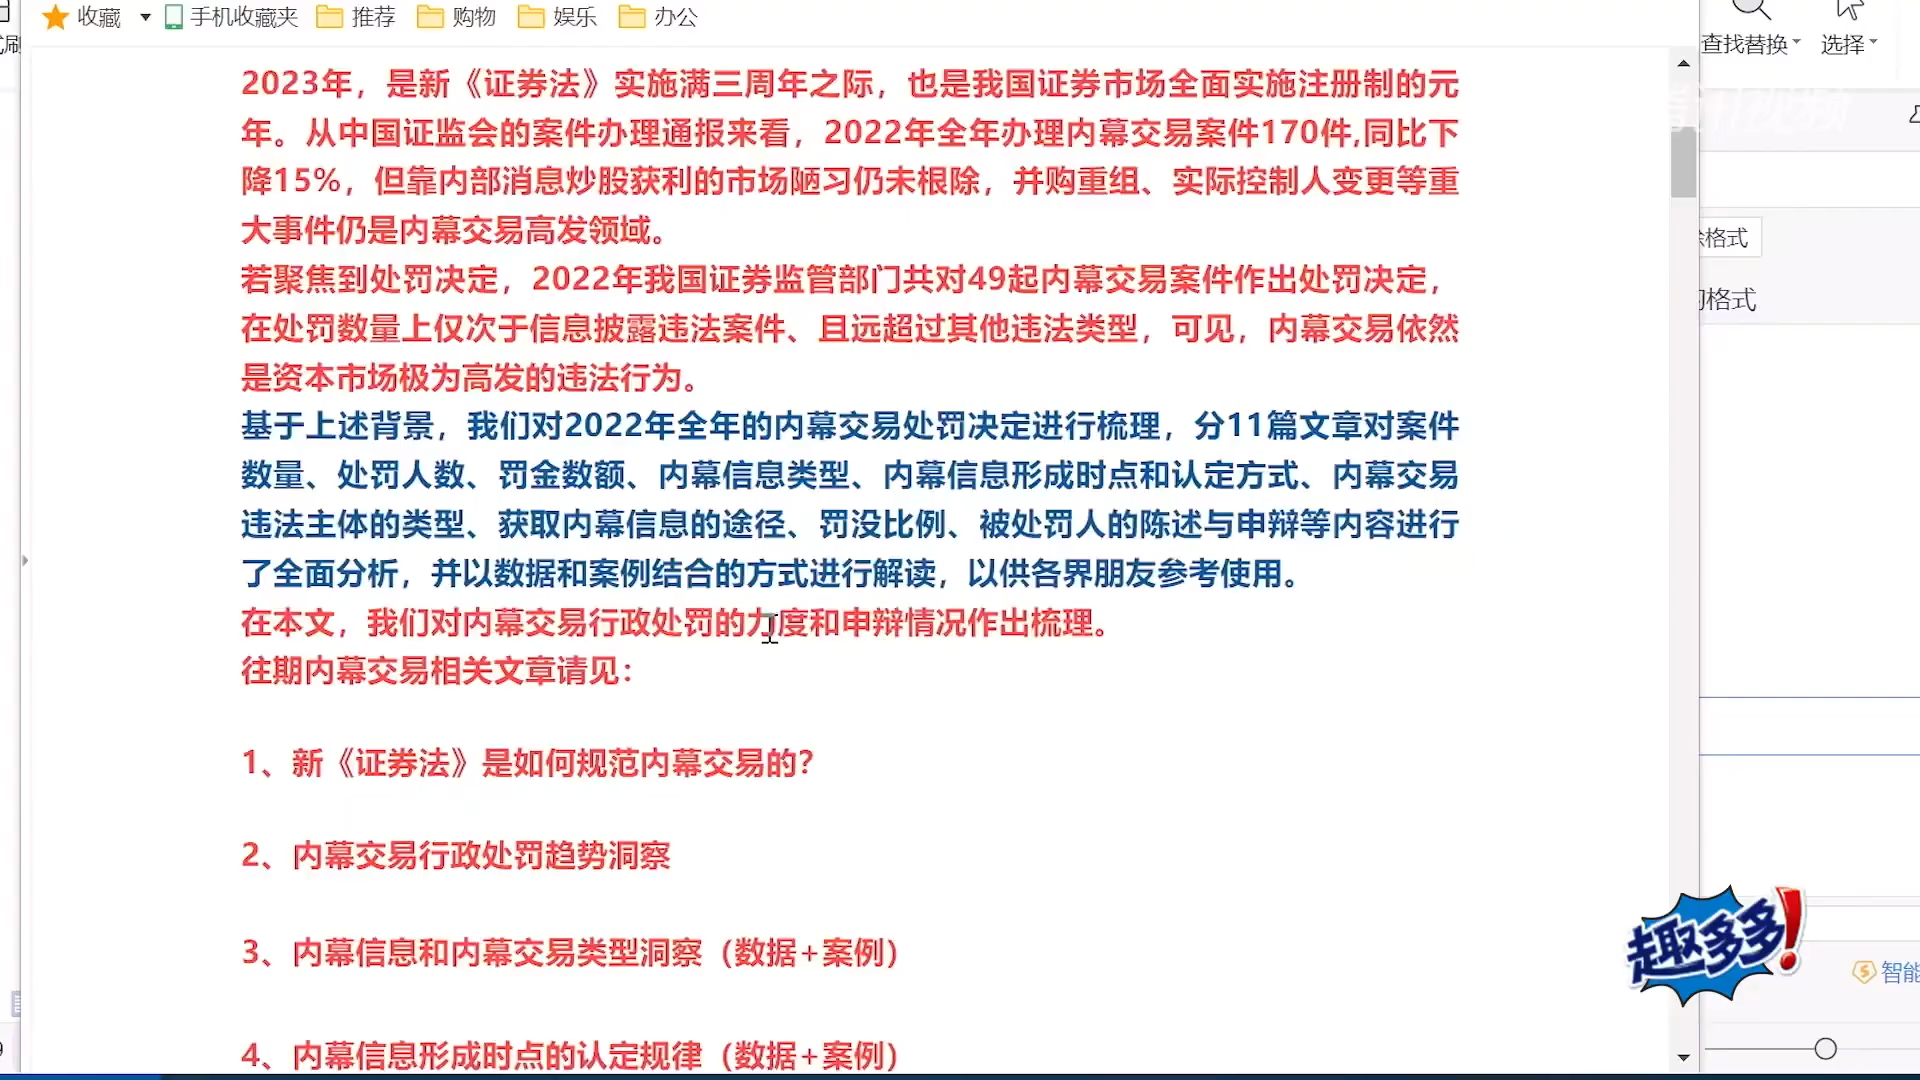 收藏 手机收藏夹 推荐 购物 娱乐 办公
查找替换 选择
2023年，是新《证券法》实施满三周年之际，也是我国证券市场全面实施注册制的元
年。从中国证监会的案件办理通报来看，2022年全年办理内幕交易案件170件,同比下
降15%，但靠内部消息炒股获利的市场陋习仍未根除，并购重组、实际控制人变更等重
大事件仍是内幕交易高发领域。
格式
若聚焦到处罚决定，2022年我国证券监管部门共对49起内幕交易案件作出处罚决定，
的格式
在处罚数量上仅次于信息披露违法案件、且远超过其他违法类型，可见，内幕交易依然
是资本市场极为高发的违法行为。
基于上述背景，我们对2022年全年的内幕交易处罚决定进行梳理，分11篇文章对案件
数量、处罚人数、罚金数额、内幕信息类型、内幕信息形成时点和认定方式、内幕交易
违法主体的类型、获取内幕信息的途径、罚没比例、被处罚人的陈述与申辩等内容进行
了全面分析，并以数据和案例结合的方式进行解读，以供各界朋友参考使用。
在本文，我们对内幕交易行政处罚的力度和申辩情况作出梳理。
往期内幕交易相关文章请见：
1、新《证券法》是如何规范内幕交易的？
2、内幕交易行政处罚趋势洞察
3、内幕信息和内幕交易类型洞察（数据+案例）
趣多多！
智能
4、内幕信息形成时点的认定规律（数据+案例）